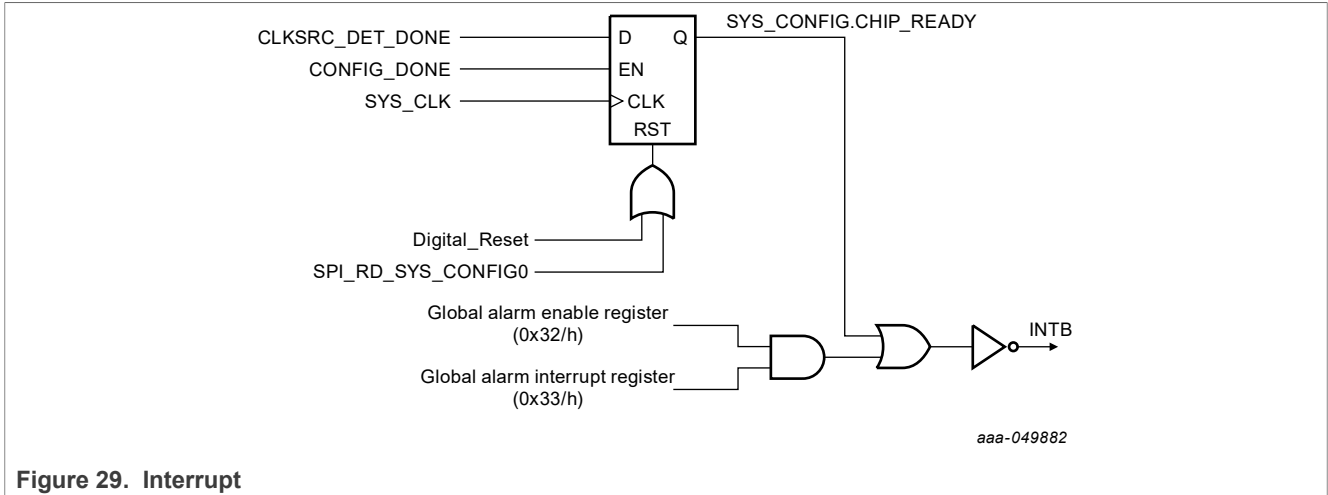 SYS_CONFIG.CHIP_READY
CLKSRC_DET_DONE
D
Q
CONFIG_DONE
EN
SYS_CLK
CLK
RST
Digital_Reset
SPI_RD_SYS_CONFIG0
Global alarm enable register
(0x32/h)
INTB
Global alarm interrupt register
(0x33/h)
aaa-049882
Figure 29. Interrupt